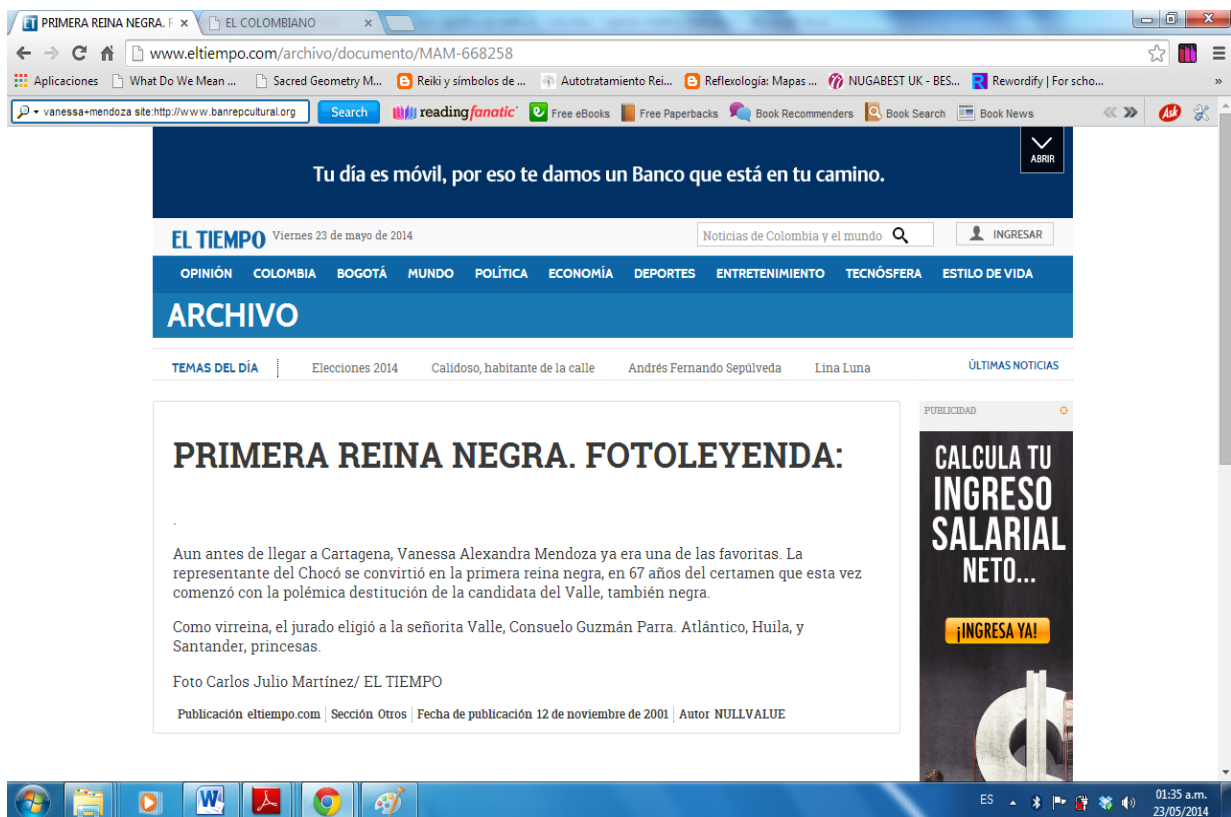 PRIMERA REINA NEGRA. F
EL COLOMBIANO
www.eltiempo.com/archivo/documento/MAM-668258
Aplicaciones What Do We Mean ... Sacred Geometry M... Reiki y símbolos de ... Autotratamiento Rei... Reflexología: Mapas ... NUGABEST UK - BES... Rewordify | For scho... »
vanessa+mendoza site:http://www.banrepcultural.org Search reading fanatic Free eBooks Free Paperbacks Book Recommenders Book Search Book News Ask
Tu día es móvil, por eso te damos un Banco que está en tu camino.
ABRIR
EL TIEMPO Viernes 23 de mayo de 2014 Noticias de Colombia y el mundo INGRESAR
OPINIÓN COLOMBIA BOGOTÁ MUNDO POLÍTICA ECONOMÍA DEPORTES ENTRETENIMIENTO TECNÓSFERA ESTILO DE VIDA
ARCHIVO
TEMAS DEL DÍA Elecciones 2014 Calidoso, habitante de la calle Andrés Fernando Sepúlveda Lina Luna ÚLTIMAS NOTICIAS
PRIMERA REINA NEGRA. FOTOLEYENDA:
.
Aun antes de llegar a Cartagena, Vanessa Alexandra Mendoza ya era una de las favoritas. La
representante del Chocó se convirtió en la primera reina negra, en 67 años del certamen que esta vez
comenzó con la polémica destitución de la candidata del Valle, también negra.
Como virreina, el jurado eligió a la señorita Valle, Consuelo Guzmán Parra. Atlántico, Huila, y
Santander, princesas.
Foto Carlos Julio Martínez/ EL TIEMPO
Publicación eltiempo.com | Sección Otros | Fecha de publicación 12 de noviembre de 2001 | Autor NULLVALUE
PUBLICIDAD
CALCULA TU
INGRESO
SALARIAL
NETO...
¡INGRESA YA!
ES 01:35 a.m.
23/05/2014